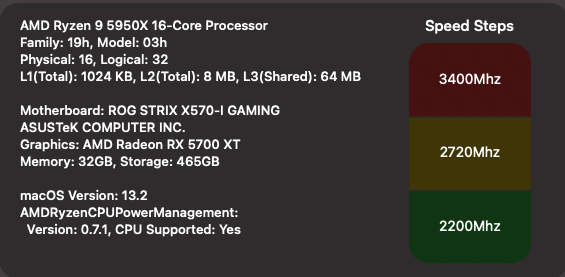 AMD Ryzen 9 5950X 16-Core Processor
Family: 19h, Model: 03h
Physical: 16, Logical: 32
L1(Total): 1024 KB, L2(Total): 8 MB, L3(Shared): 64 MB
Motherboard: ROG STRIX X570-I GAMING
ASUSTeK COMPUTER INC.
Graphics: AMD Radeon RX 5700 XT
Memory: 32GB, Storage: 465GB
macOS Version: 13.2
AMDRyzenCPUPowerManagement:
Version: 0.7.1, CPU Supported: Yes
Speed Steps
3400Mhz
2720Mhz
2200Mhz